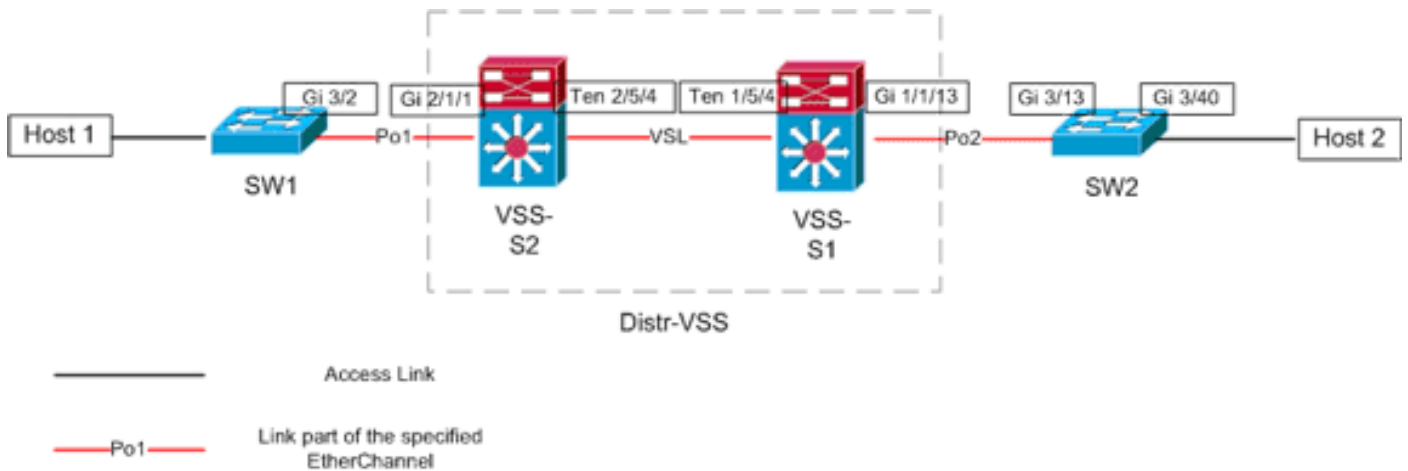 Gi 3/2
Gi 2/1/1
Ten 2/5/4
Ten 1/5/4
Gi 1/1/13
Gi 3/13
Gi 3/40
Host 1
Po1
VSL
Po2
Host 2
SW1
SW2
VSS-
S2
VSS-
S1
Distr-VSS
Access Link
Po1
Link part of the specified
EtherChannel